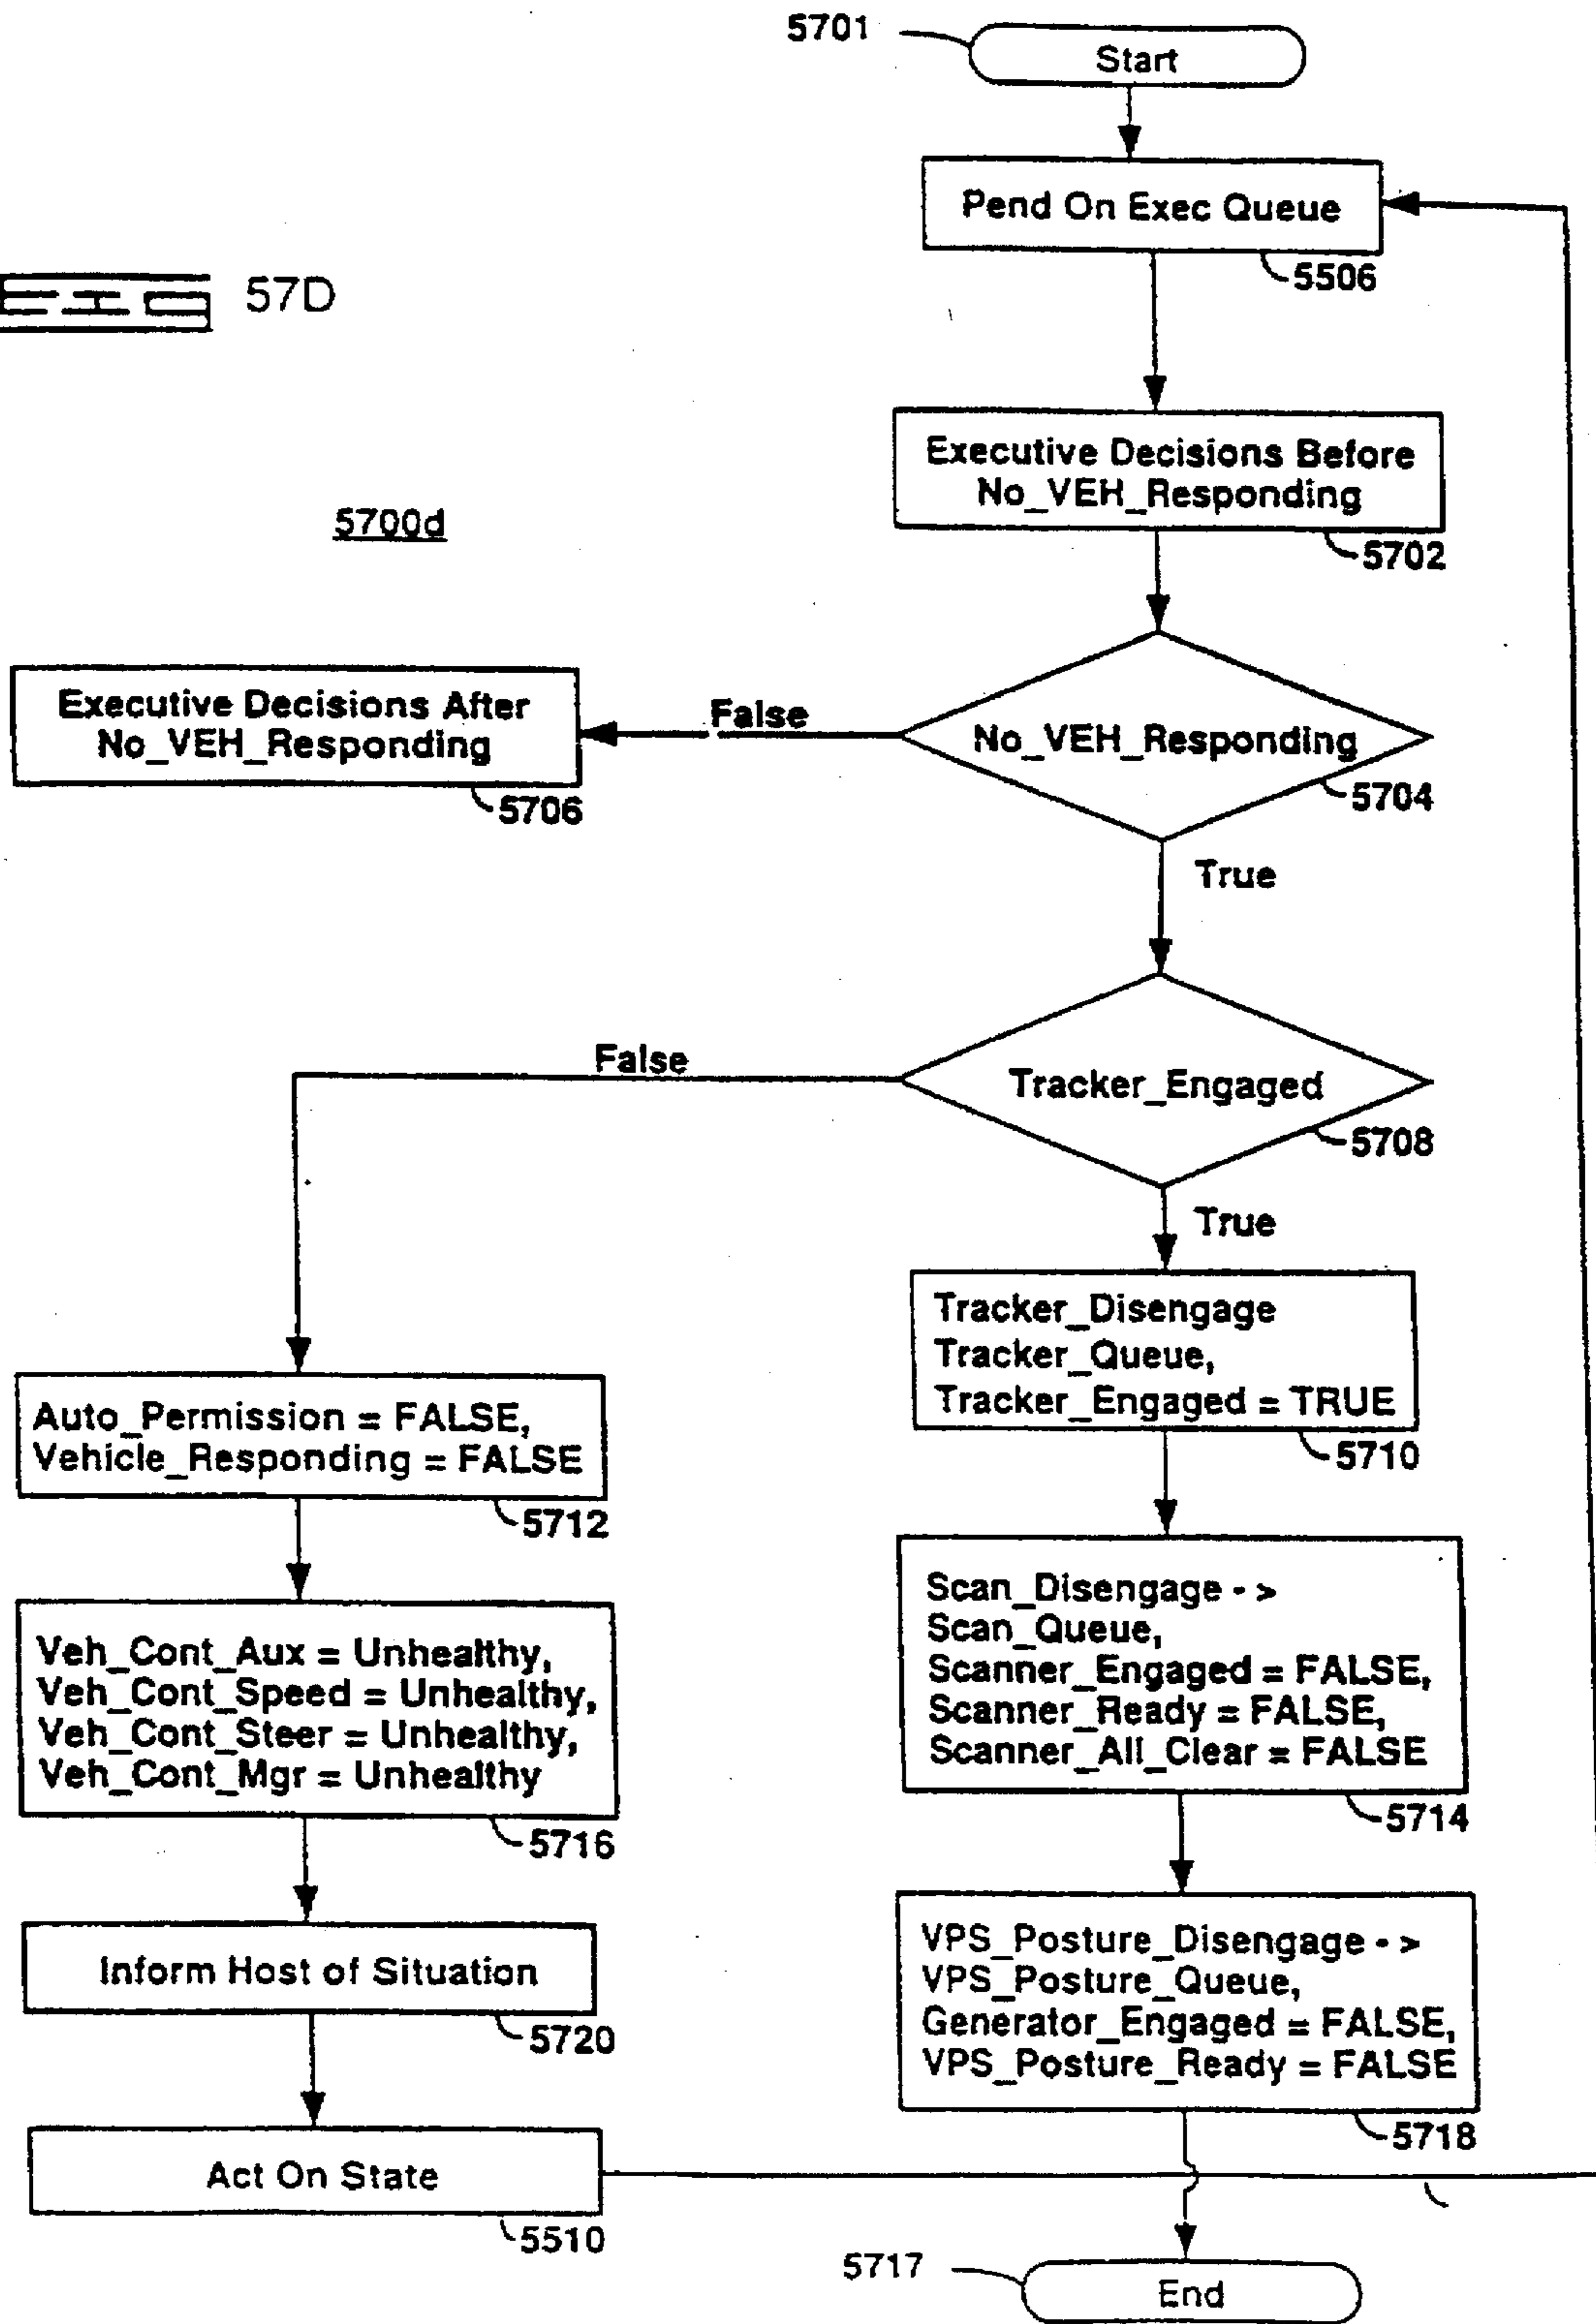 5701
Start
Pend On Exec Queue
5506
FIG 57D
Executive Decisions Before
No_VEH_Responding
5702
5700d
Executive Decisions After
No_VEH_Responding
5706
False
No_VEH_Responding
5704
True
False
Tracker_Engaged
5708
True
Tracker_Disengage
Tracker_Queue,
Tracker_Engaged = TRUE
5710
Auto_Permission = FALSE,
Vehicle_Responding = FALSE
5712
Scan_Disengage - >
Scan_Queue,
Scanner_Engaged = FALSE,
Scanner_Ready = FALSE,
Scanner_All_Clear = FALSE
5714
Veh_Cont_Aux = Unhealthy,
Veh_Cont_Speed = Unhealthy,
Veh_Cont_Steer = Unhealthy,
Veh_Cont_Mgr = Unhealthy
5716
VPS_Posture_Disengage - >
VPS_Posture_Queue,
Generator_Engaged = FALSE,
VPS_Posture_Ready = FALSE
5718
Inform Host of Situation
5720
Act On State
5510
5717
End